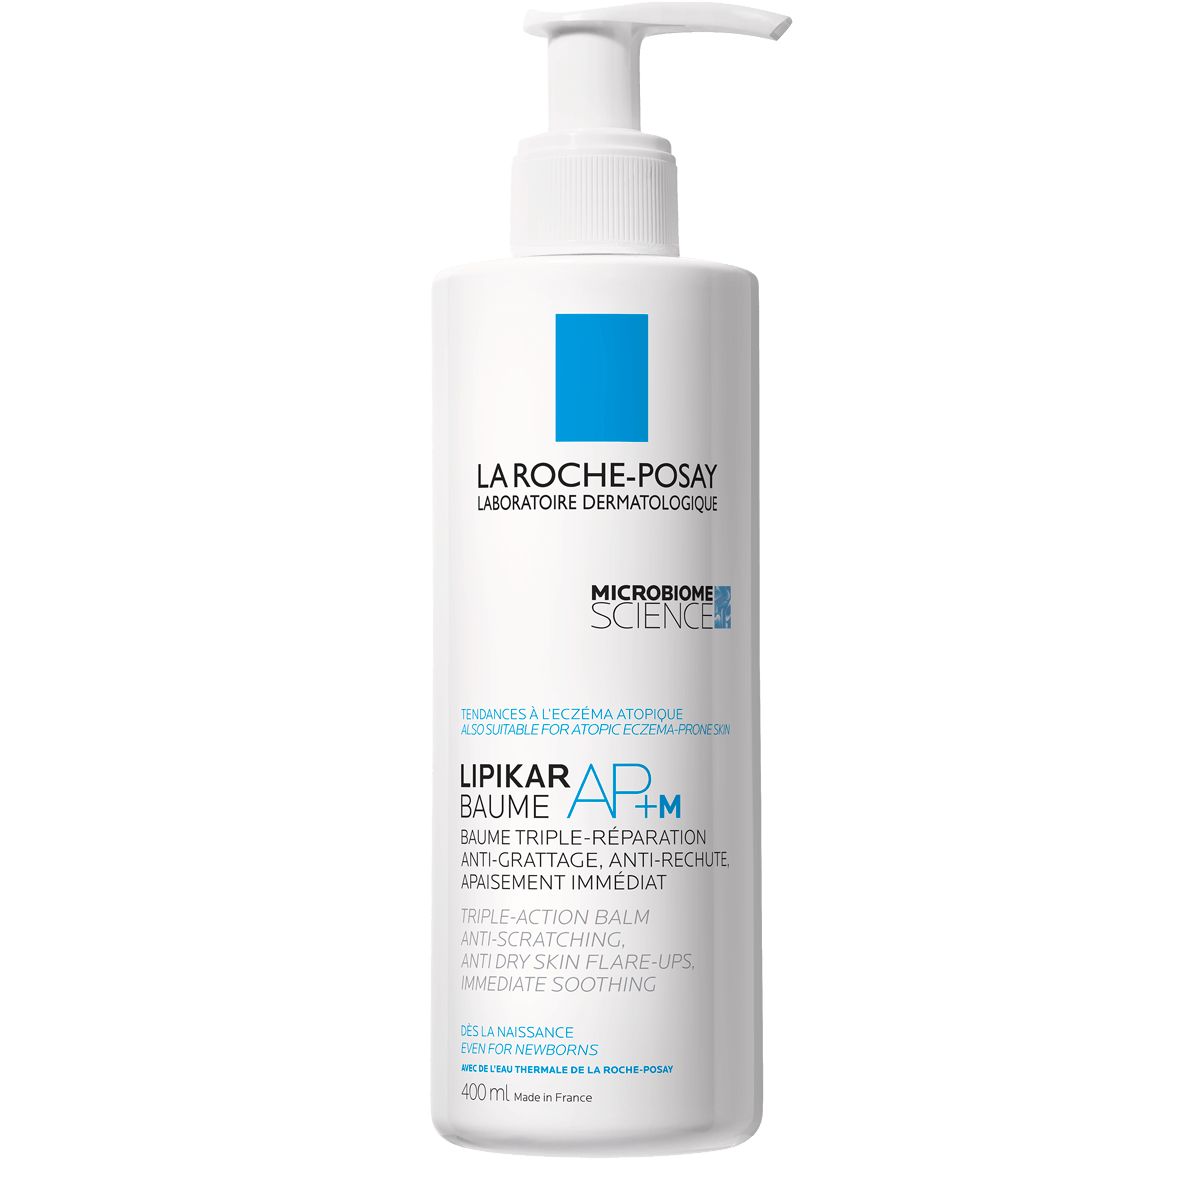 LA ROCHE-POSAY
LABORATOIRE DERMATOLOGIQUE
MICROBIOME
SCIENCE
TENDANCES À L'ECZÉMA ATOPIQUE
ALSO SUITABLE FOR ATOPIC ECZEMA-PRONE SKIN
LIPIKAR
BAUME AP+M
BAUME TRIPLE-RÉPARATION
ANTI-GRATTAGE, ANTI-RECHUTE,
APAISEMENT IMMÉDIAT
TRIPLE-ACTION BALM
ANTI-SCRATCHING,
ANTI DRY SKIN FLARE-UPS,
IMMEDIATE SOOTHING
DÈS LA NAISSANCE
EVEN FOR NEWBORNS
AVEC DE L'EAU THERMALE DE LA ROCHE-POSAY
400 ml Made in France